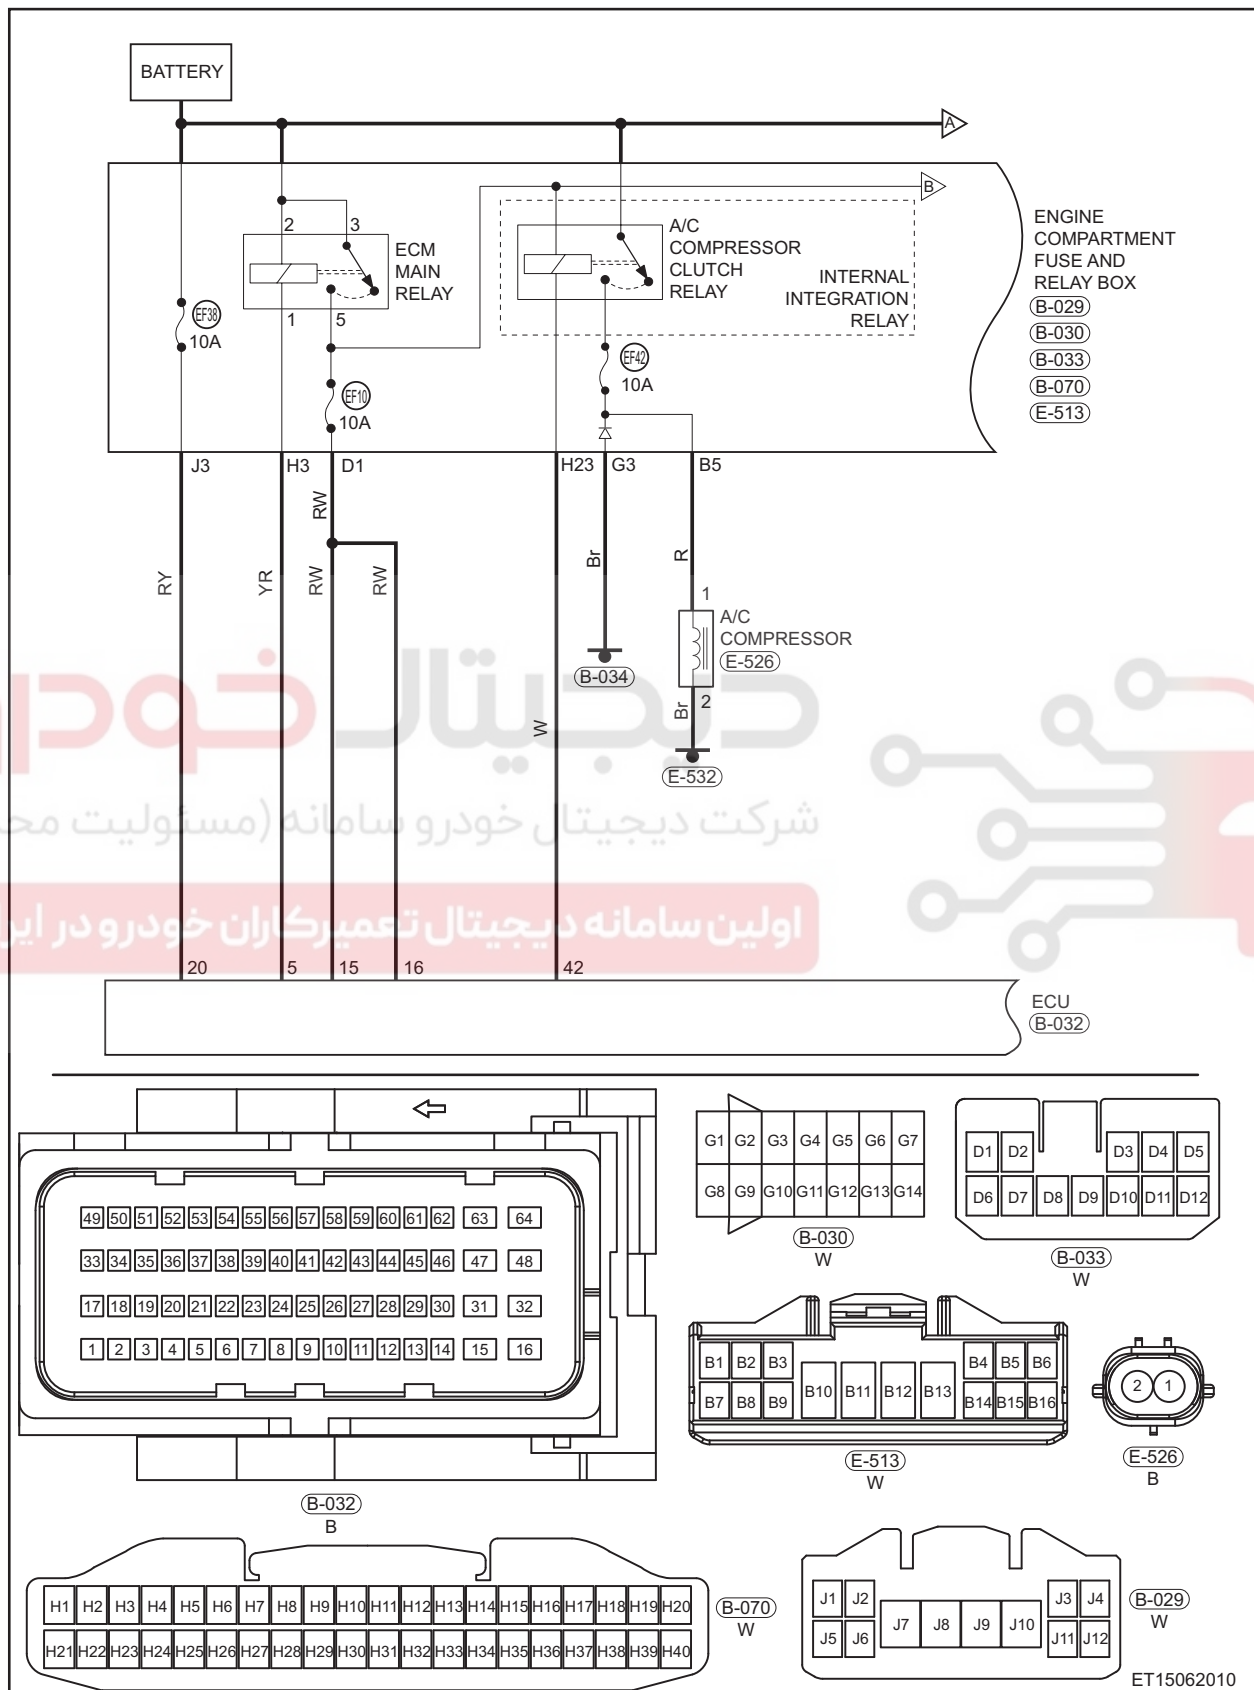 BATTERY
A
B
2
3
ECM
MAIN
RELAY
1
5
EF38
10A
EF10
10A
A/C
COMPRESSOR
CLUTCH
RELAY
INTERNAL
INTEGRATION
RELAY
EF42
10A
ENGINE
COMPARTMENT
FUSE AND
RELAY BOX
B-029
B-030
B-033
B-070
E-513
J3 H3 D1 H23 G3 B5
RW
RY YR RW RW Br R
1
A/C
COMPRESSOR
E-526
2
B-034
W
Br
E-532
دیجیتال خودرو
شرکت دیجیتال خودرو سامانه (مسئولیت
اولین سامانه دیجیتال تعمیرکاران خودرو در
20 5 15 16 42
ECU
B-032
49 50 51 52 53 54 55 56 57 58 59 60 61 62 63 64
33 34 35 36 37 38 39 40 41 42 43 44 45 46 47 48
17 18 19 20 21 22 23 24 25 26 27 28 29 30 31 32
1 2 3 4 5 6 7 8 9 10 11 12 13 14 15 16
B-032
B
G1 G2 G3 G4 G5 G6 G7
G8 G9 G10 G11 G12 G13 G14
B-030
W
D1 D2 D3 D4 D5
D6 D7 D8 D9 D10 D11 D12
B-033
W
B1 B2 B3 B4 B5 B6
B10 B11 B12 B13
B7 B8 B9 B14 B15 B16
E-513
W
2 1
E-526
B
H1 H2 H3 H4 H5 H6 H7 H8 H9 H10 H11 H12 H13 H14 H15 H16 H17 H18 H19 H20
H21 H22 H23 H24 H25 H26 H27 H28 H29 H30 H31 H32 H33 H34 H35 H36 H37 H38 H39 H40
B-070
W
J1 J2 J3 J4
J7 J8 J9 J10
J5 J6 J11 J12
B-029
W
ET15062010